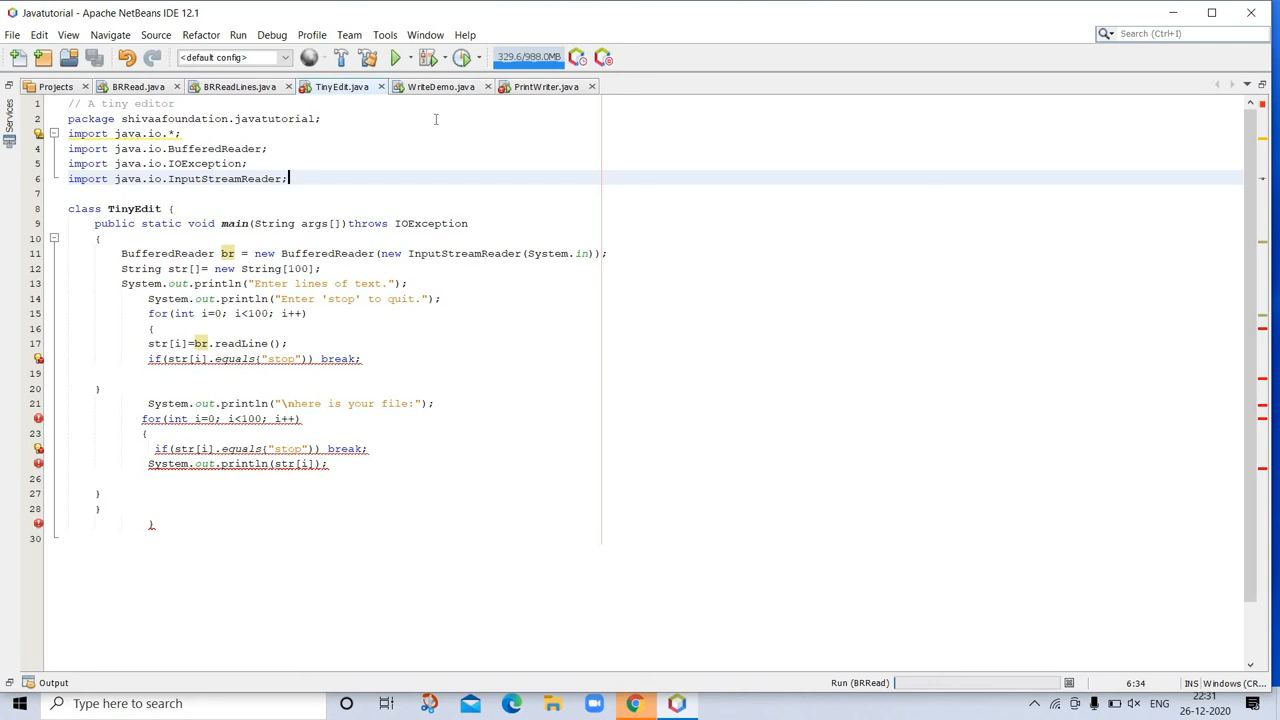 Javatutorial - Apache NetBeans IDE 12.1
File Edit View Navigate Source Refactor Run Debug Profile Team Tools Window Help
Search (Ctrl+I)
<default config>
329.6/988.0MB
Projects BRRead.java BRReadLines.java TinyEdit.java WriteDemo.java PrintWriter.java
Services
1 // A tiny editor
2 package shivaafoundation.javatutorial;
import java.io.*;
4 import java.io.BufferedReader;
5 import java.io.IOException;
6 import java.io.InputStreamReader;
7
8 class TinyEdit {
9 public static void main(String args[])throws IOException
10 {
11 BufferedReader br = new BufferedReader(new InputStreamReader(System.in));
12 String str[]= new String[100];
13 System.out.println("Enter lines of text.");
14 System.out.println("Enter 'stop' to quit.");
15 for(int i=0; i<100; i++)
16 {
17 str[i]=br.readLine();
if(str[i].equals{"stop")) break;
19
20 }
21 System.out.println("\nhere is your file:");
for(int i=0; i<100; i++)
23 {
if(str[i].equals{"stop")) break;
System.out.println(str[i]);
26
27 }
28 }
}
30
Output
Run (BRRead)
6:34
INS
Windows (CR...
Type here to search
ENG
22:31
26-12-2020